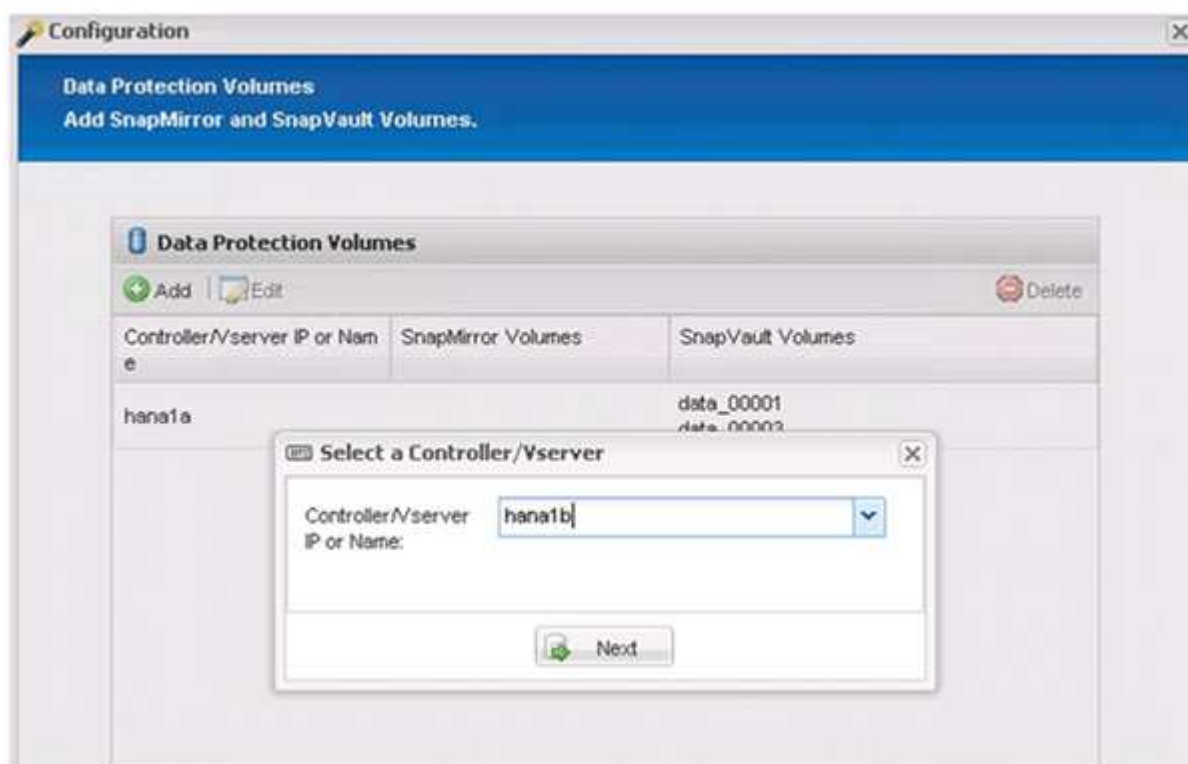 Configuration
Data Protection Volumes
Add SnapMirror and SnapVault Volumes.
Data Protection Volumes
Add
Edit
Delete
Controller/Vserver IP or Nam
e
SnapMirror Volumes
SnapVault Volumes
hana1a
data_00001
data_00003
Select a Controller/Vserver
Controller/Vserver
IP or Name:
hana1b
Next